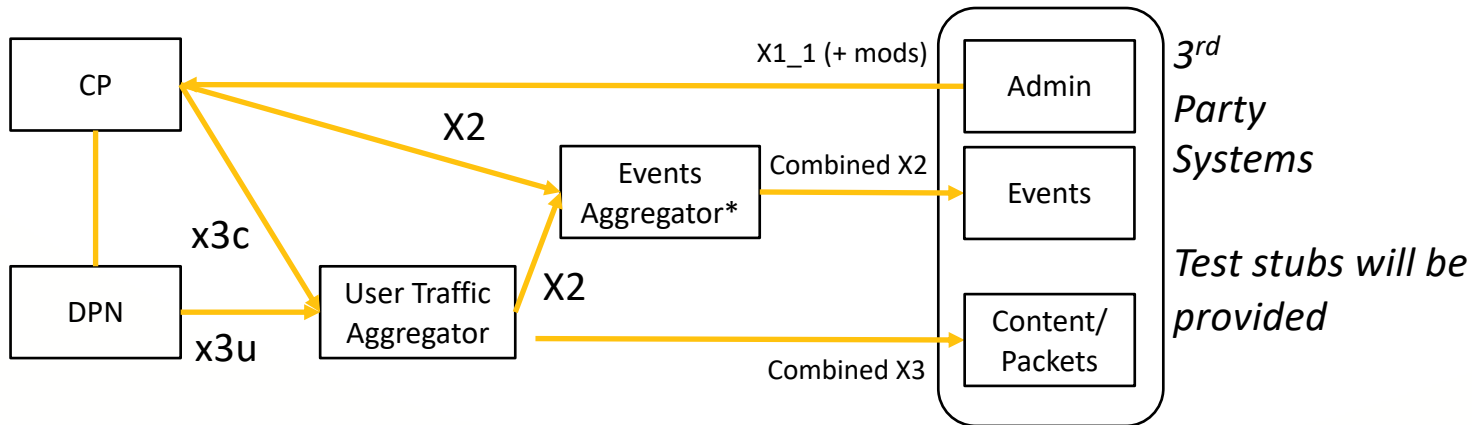 CP
X1_1 (+ mods)
Admin
3rd
Party
Systems
X2
Events
Aggregator*
Combined X2
Events
x3c
DPN
x3u
User Traffic
Aggregator
X2
Combined X3
Content/
Packets
Test stubs will be
provided